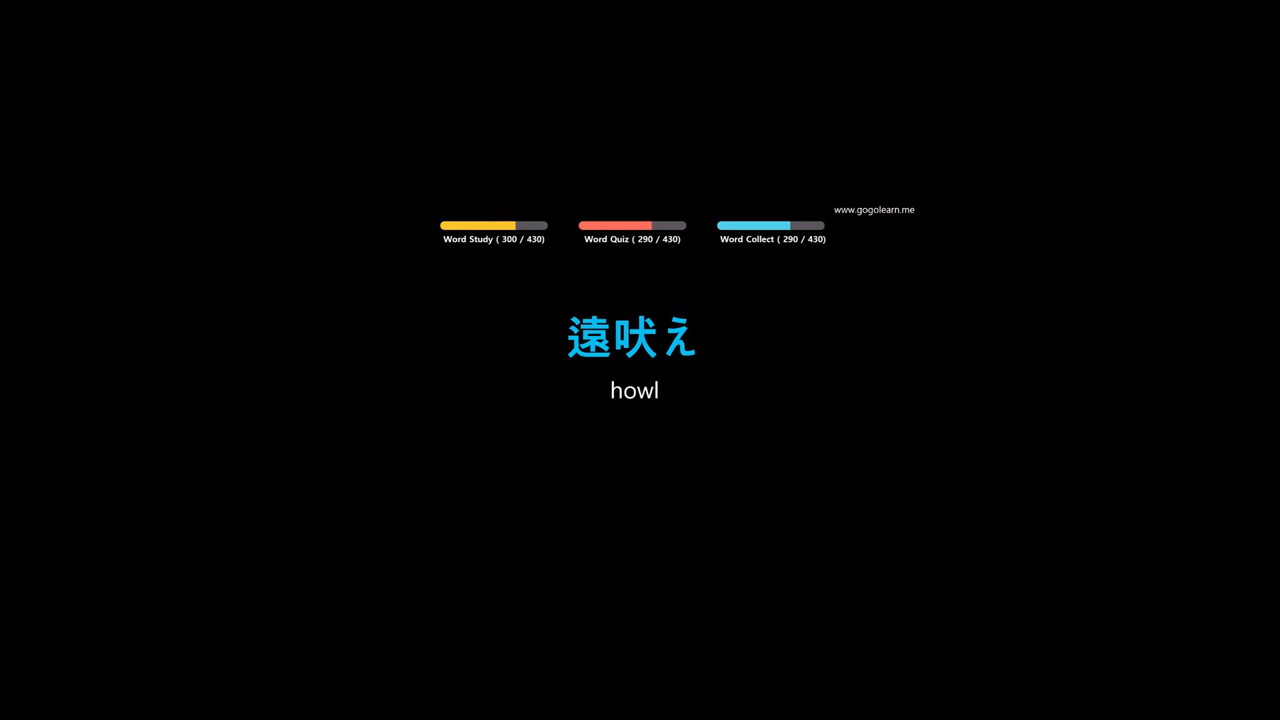 www.gogolearn.me
Word Study ( 300 / 430)
Word Quiz ( 290 / 430)
Word Collect ( 290 / 430)
遠吠え
howl